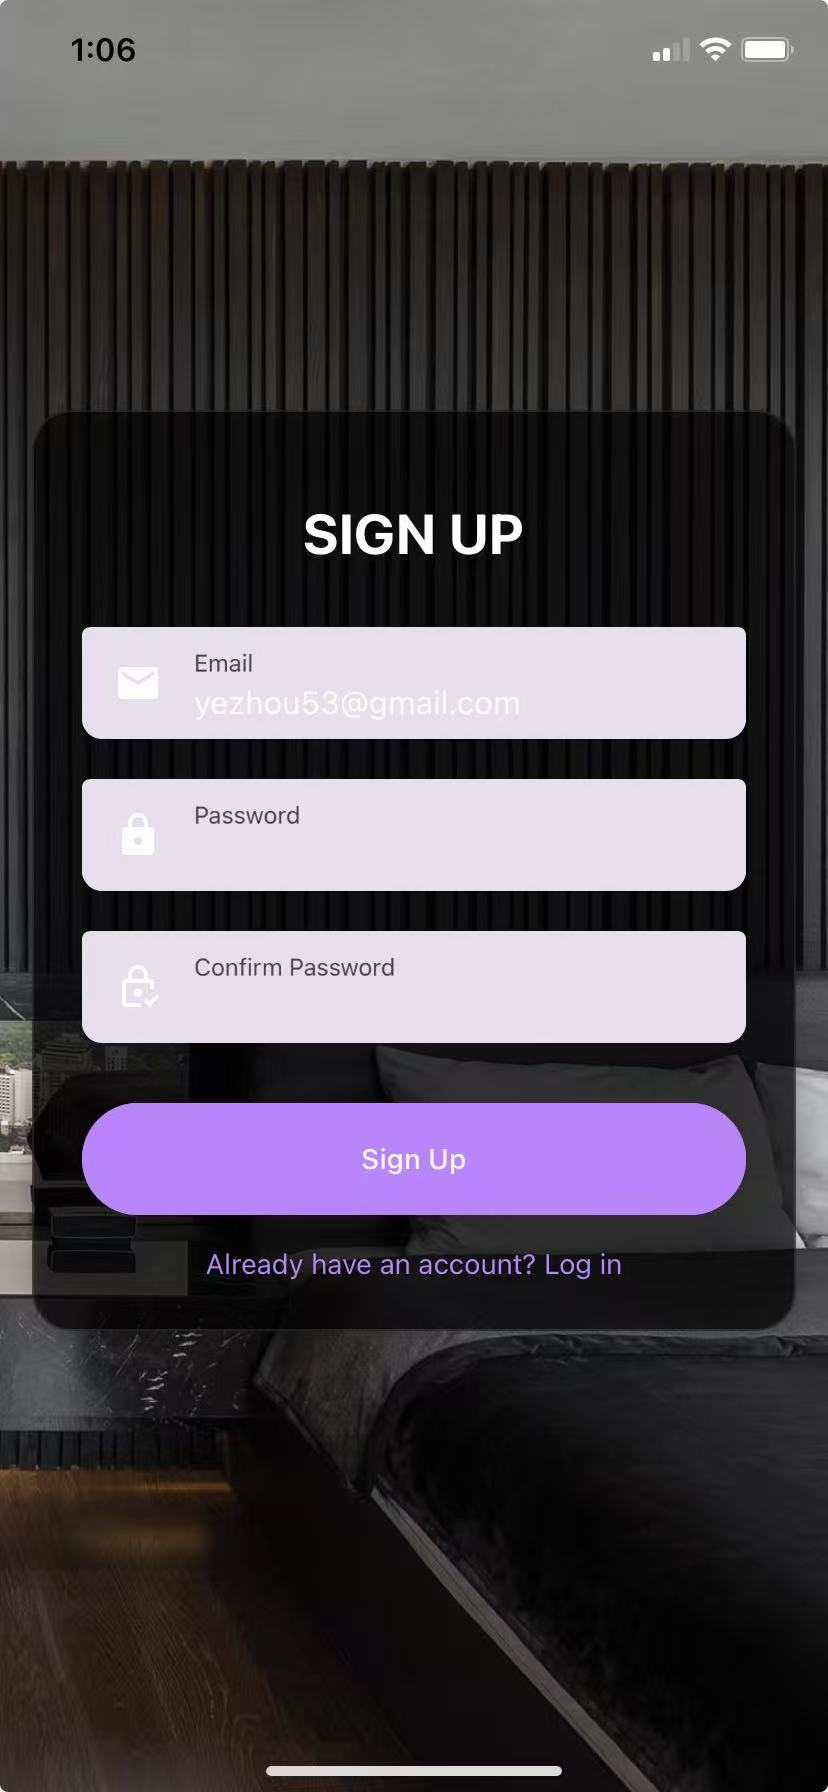 1:06
SIGN UP
Email
yezhou53@gmail.com
Password
Confirm Password
Sign Up
Already have an account? Log in